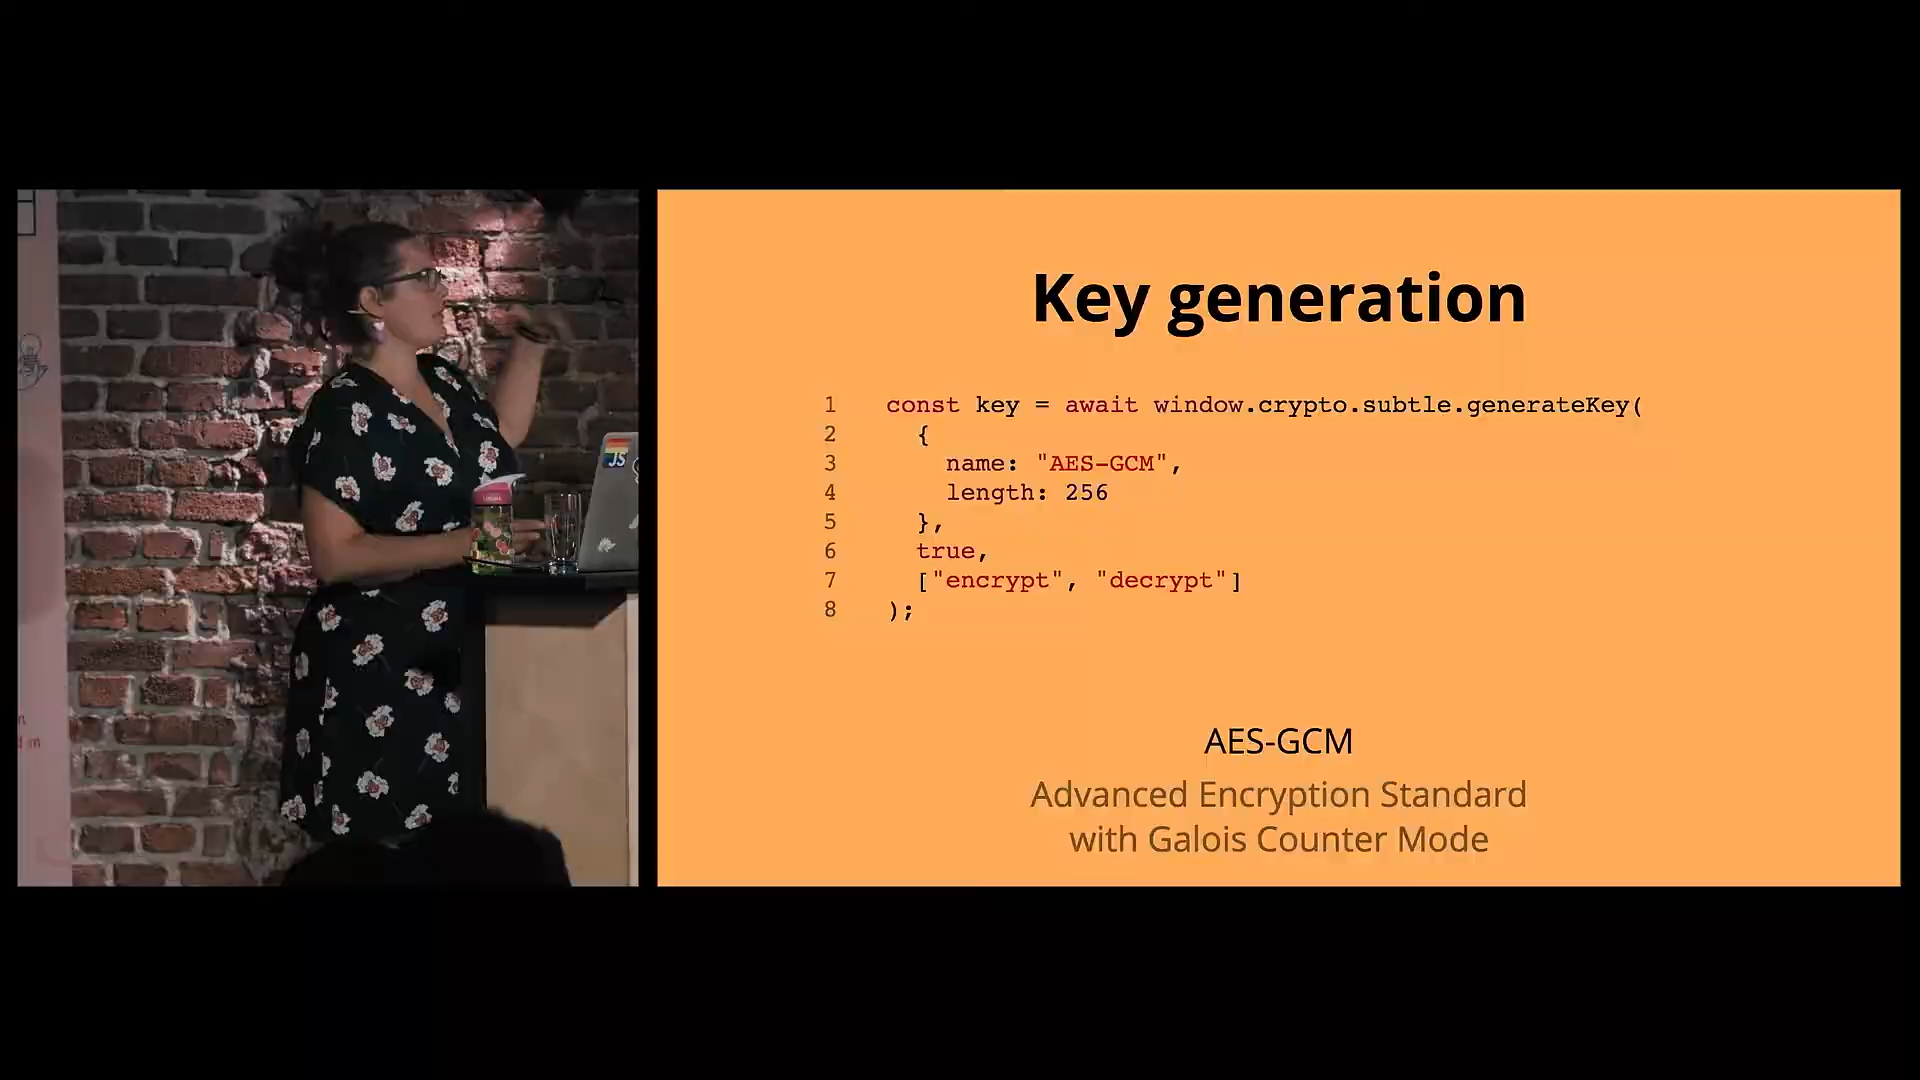 Key generation
1 const key = await window.crypto.subtle.generateKey(
2 {
3 name: "AES-GCM",
4 length: 256
5 },
6 true,
7 ["encrypt", "decrypt"]
8 );
AES-GCM
Advanced Encryption Standard
with Galois Counter Mode
JS